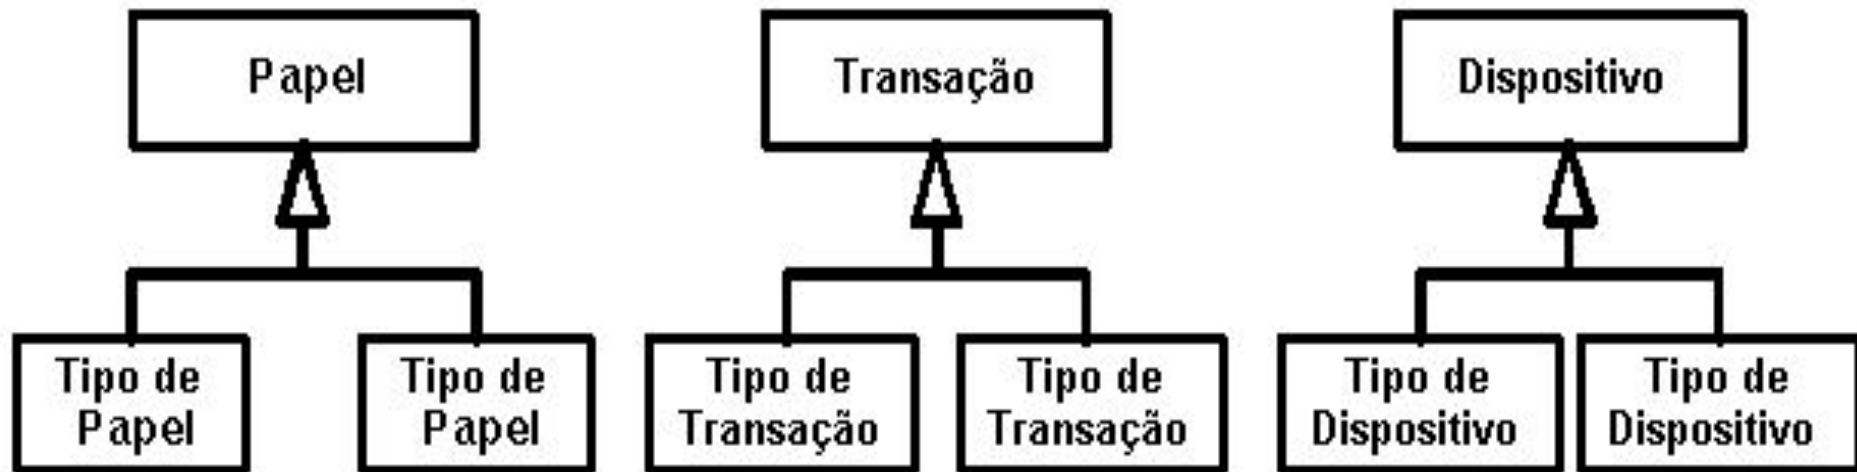 Papel
Transação
Dispositivo
Tipo de
Papel
Tipo de
Papel
Tipo de
Transação
Tipo de
Transação
Tipo de
Dispositivo
Tipo de
Dispositivo